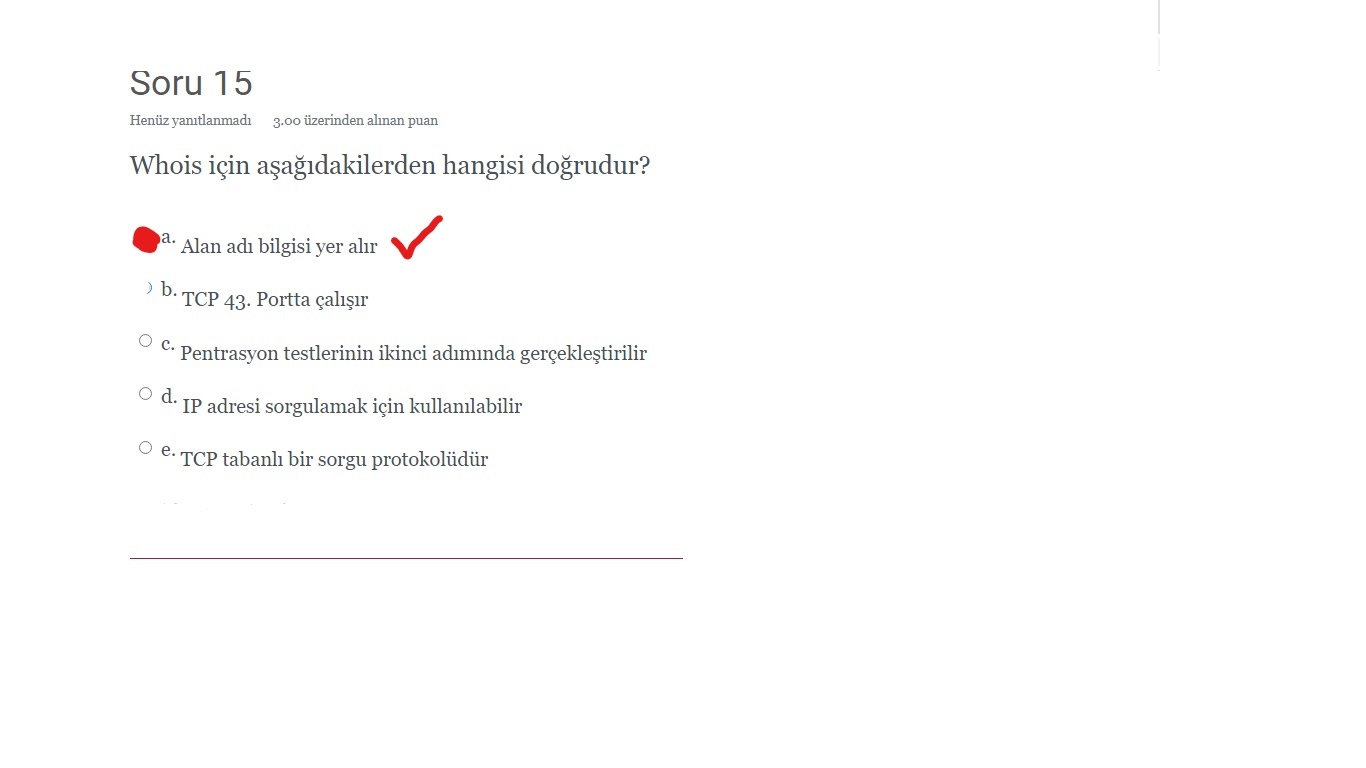 Soru 15
Henüz yanıtlanmadı 3.00 üzerinden alınan puan
Whois için aşağıdakilerden hangisi doğrudur?
a. Alan adı bilgisi yer alır
b. TCP 43. Portta çalışır
c. Pentrasyon testlerinin ikinci adımında gerçekleştirilir
d. IP adresi sorgulamak için kullanılabilir
e. TCP tabanlı bir sorgu protokolüdür